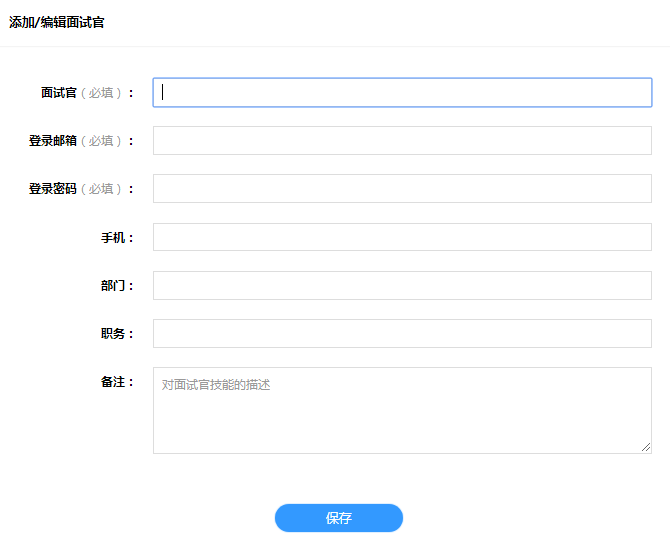 添加/编辑面试官
面试官（必填）：
登录邮箱（必填）：
登录密码（必填）：
手机：
部门：
职务：
备注：
对面试官技能的描述
保存